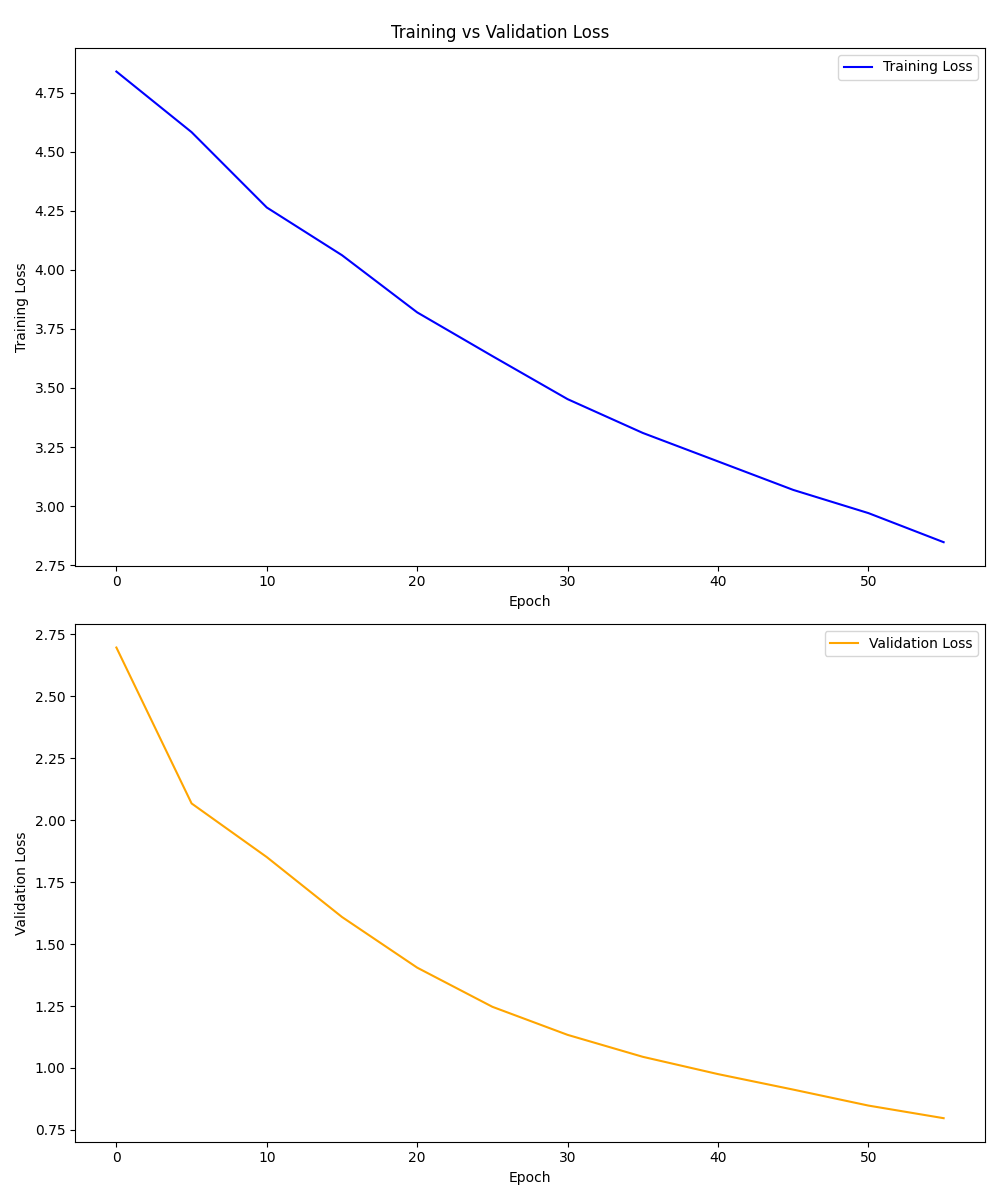 Training vs Validation Loss
Training Loss
4.75
4.50
4.25
4.00
3.75
3.50
3.25
3.00
2.75
Training Loss
0 10 20 30 40 50
Epoch
Validation Loss
2.75
2.50
2.25
2.00
1.75
1.50
1.25
1.00
0.75
Validation Loss
0 10 20 30 40 50
Epoch